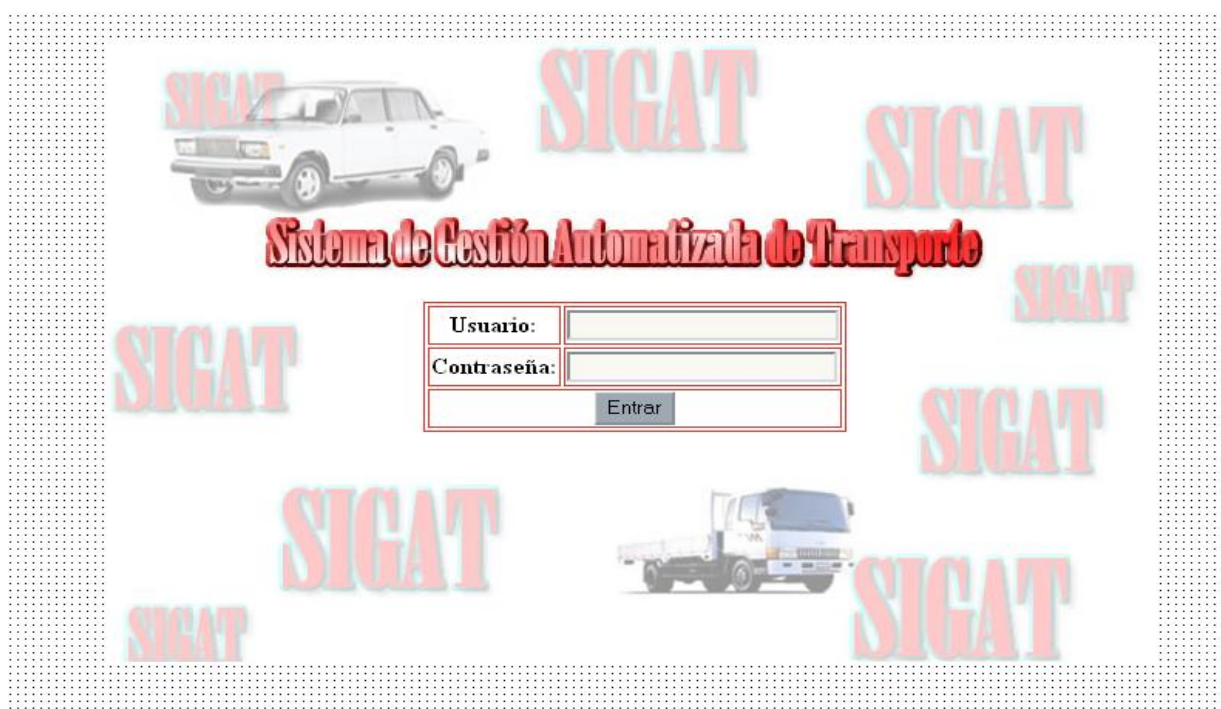 SIGAT
SIGAT
SIGAT
Sistema de Gestión Automatizada de Transporte
SIGAT
Usuario:
SIGAT
Contraseña:
Entrar
SIGAT
SIGAT
SIGAT
SIGAT